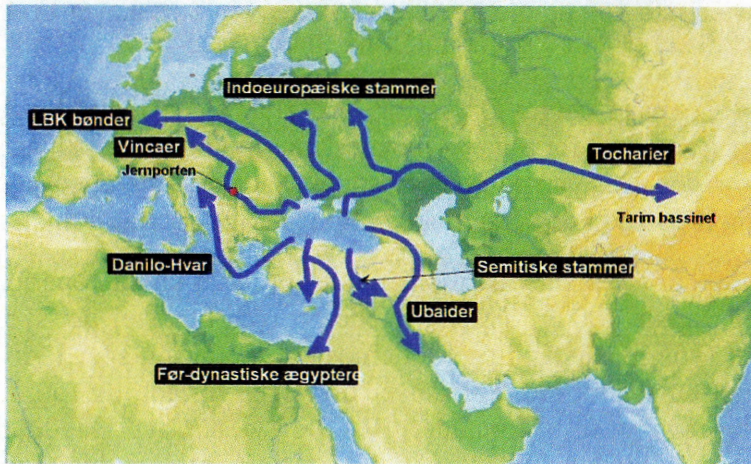 Indoeuropæiske stammer
LBK bønder
Vincaer
Jernporten
Tocharier
Tarim bassinet
Danilo-Hvar
Semitiske stammer
Ubaider
Før-dynastiske ægyptere